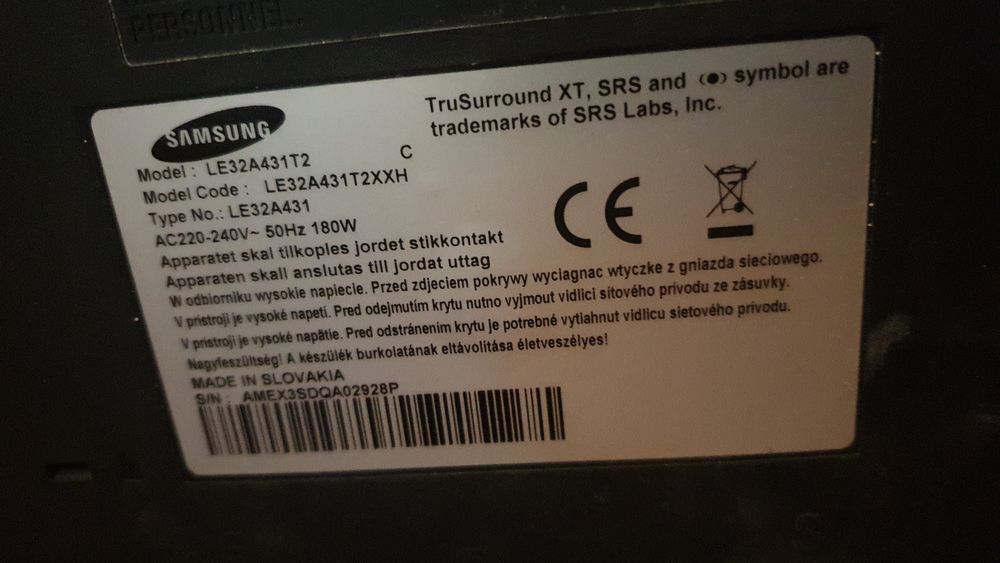 PERSONNEL.
SAMSUNG
TruSurround XT, SRS and (●) symbol are
trademarks of SRS Labs, Inc.
Model : LE32A431T2 C
Model Code : LE32A431T2XXH
Type No.: LE32A431
AC220-240V~ 50Hz 180W
Apparatet skal tilkoples jordet stikkontakt
Apparaten skall anslutas till jordat uttag
W odbiorniku wysokie napiecie. Przed zdjeciem pokrywy wyciagnac wtyczke z gniazda sieciowego.
V pristroji je vysoké napeti. Pred odejmutím krytu nutno vyjmout vidlici sítového prívodu ze zásuvky.
V pristroji je vysoké napätie. Pred odstránením krytu je potrebné vytiahnut vidlicu sietového prívodu.
Nagyfeszültség! A készülék burkolatának eltávolitása életveszélyes!
MADE IN SLOVAKIA
S/N : AMEX3SDQA02928P